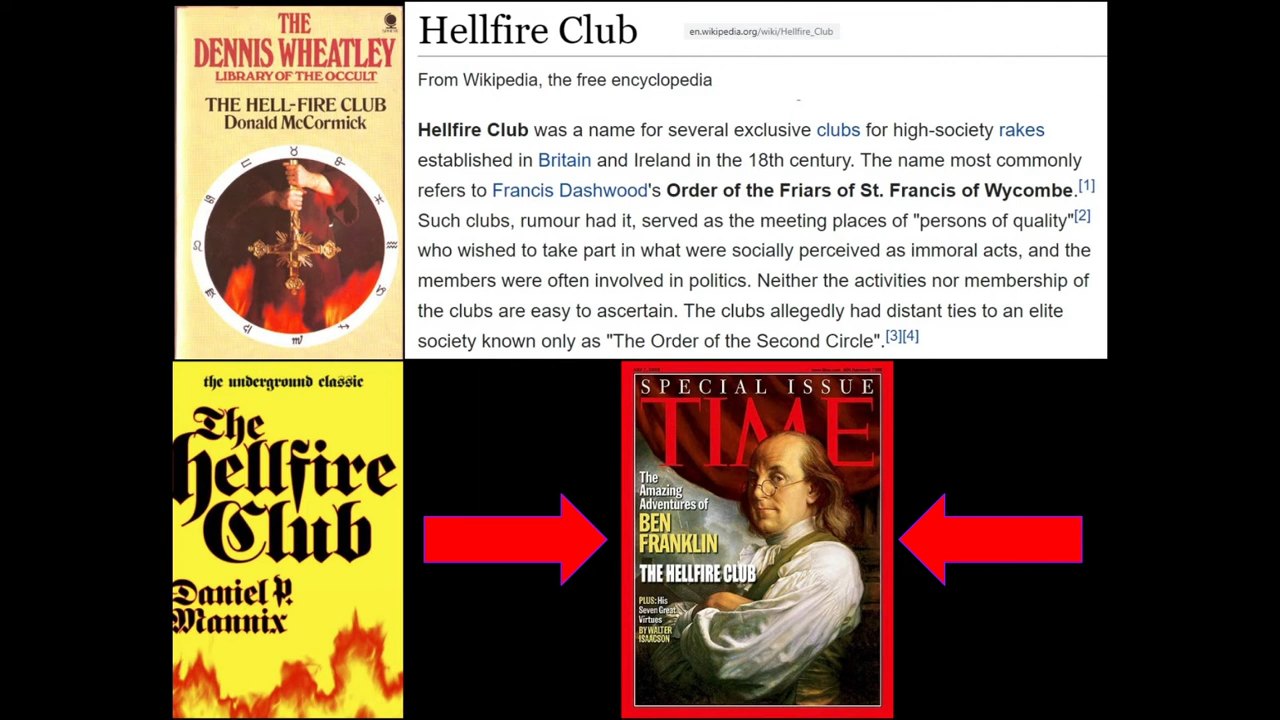 THE
DENNIS WHEATLEY
LIBRARY OF THE OCCULT
THE HELL-FIRE CLUB
Donald McCormick
Hellfire Club
en.wikipedia.org/wiki/Hellfire_Club
From Wikipedia, the free encyclopedia
Hellfire Club was a name for several exclusive clubs for high-society rakes
established in Britain and Ireland in the 18th century. The name most commonly
refers to Francis Dashwood's Order of the Friars of St. Francis of Wycombe.[1]
Such clubs, rumour had it, served as the meeting places of "persons of quality"[2]
who wished to take part in what were socially perceived as immoral acts, and the
members were often involved in politics. Neither the activities nor membership of
the clubs are easy to ascertain. The clubs allegedly had distant ties to an elite
society known only as "The Order of the Second Circle".[3][4]
the underground classic
The
hellfire
Club
Daniel P.
Mannix
SPECIAL ISSUE
TIME
The
Amazing
Adventures of
BEN
FRANKLIN
THE HELLFIRE CLUB
PLUS: His
Seven Great
Virtues
BY WALTER
ISAACSON